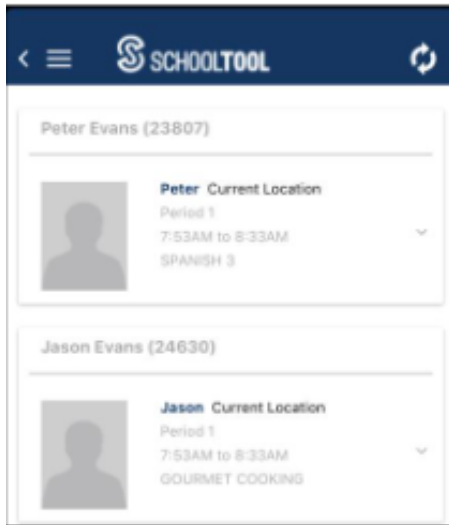 SCHOOLTOOL
Peter Evans (23807)
Peter Current Location
Period 1
7:53AM to 8:33AM
SPANISH 3
Jason Evans (24630)
Jason Current Location
Period 1
7:53AM to 8:33AM
GOURMET COOKING